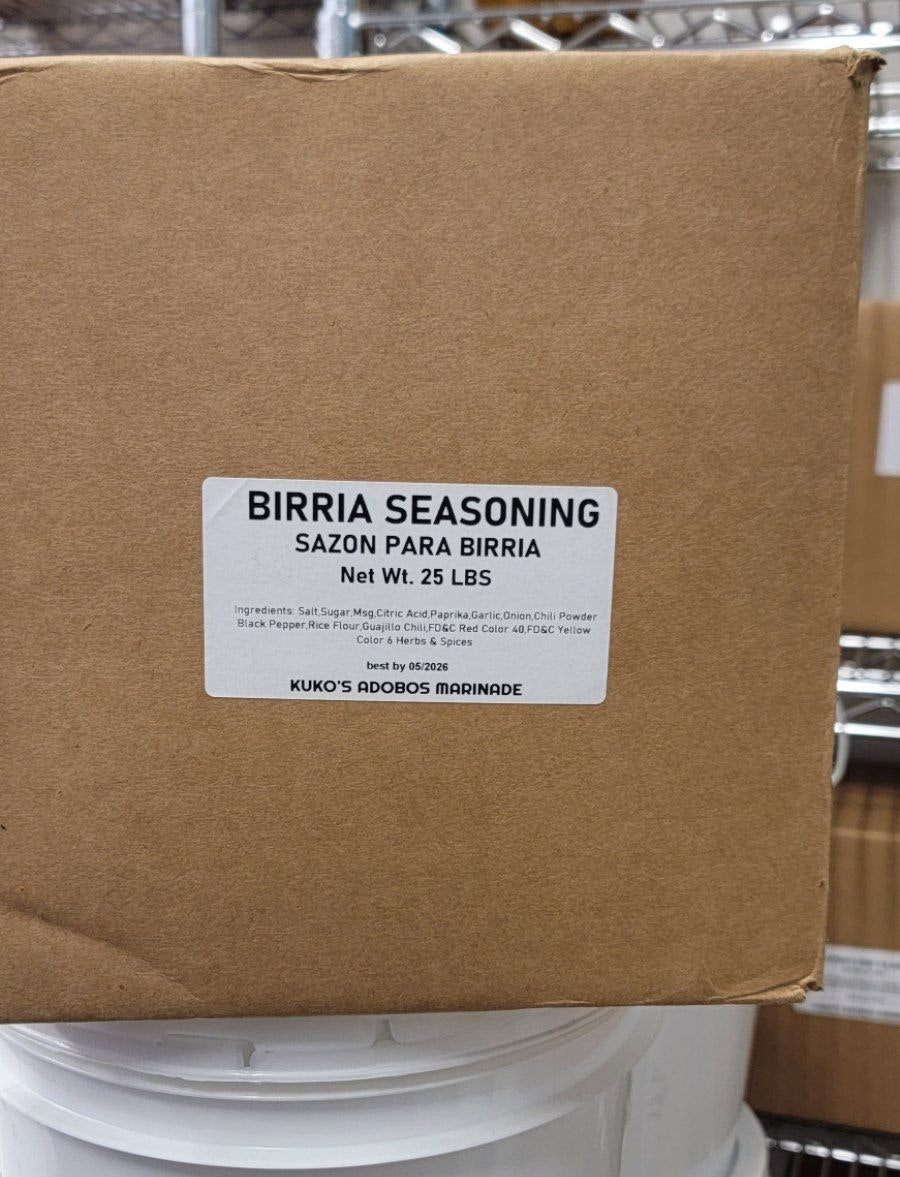 BIRRIA SEASONING
SAZON PARA BIRRIA
Net Wt. 25 LBS
Ingredients: Salt,Sugar,Msg,Citric Acid,Paprika,Garlic,Onion,Chili Powder
Black Pepper,Rice Flour,Guajillo Chili,FD&C Red Color 40,FD&C Yellow
Color 6 Herbs & Spices
best by 05/2026
KUKO'S ADOBOS MARINADE